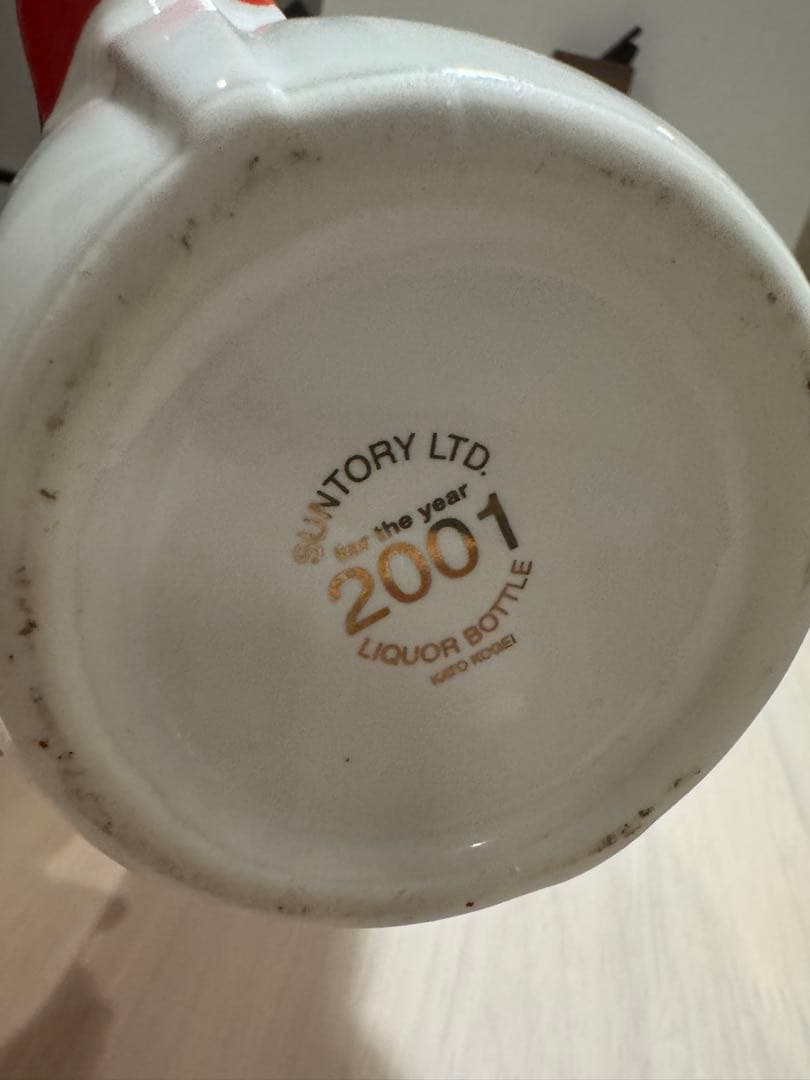 SUNTORY LTD.
for the year
2001
LIQUOR BOTTLE
KATO KOGEI